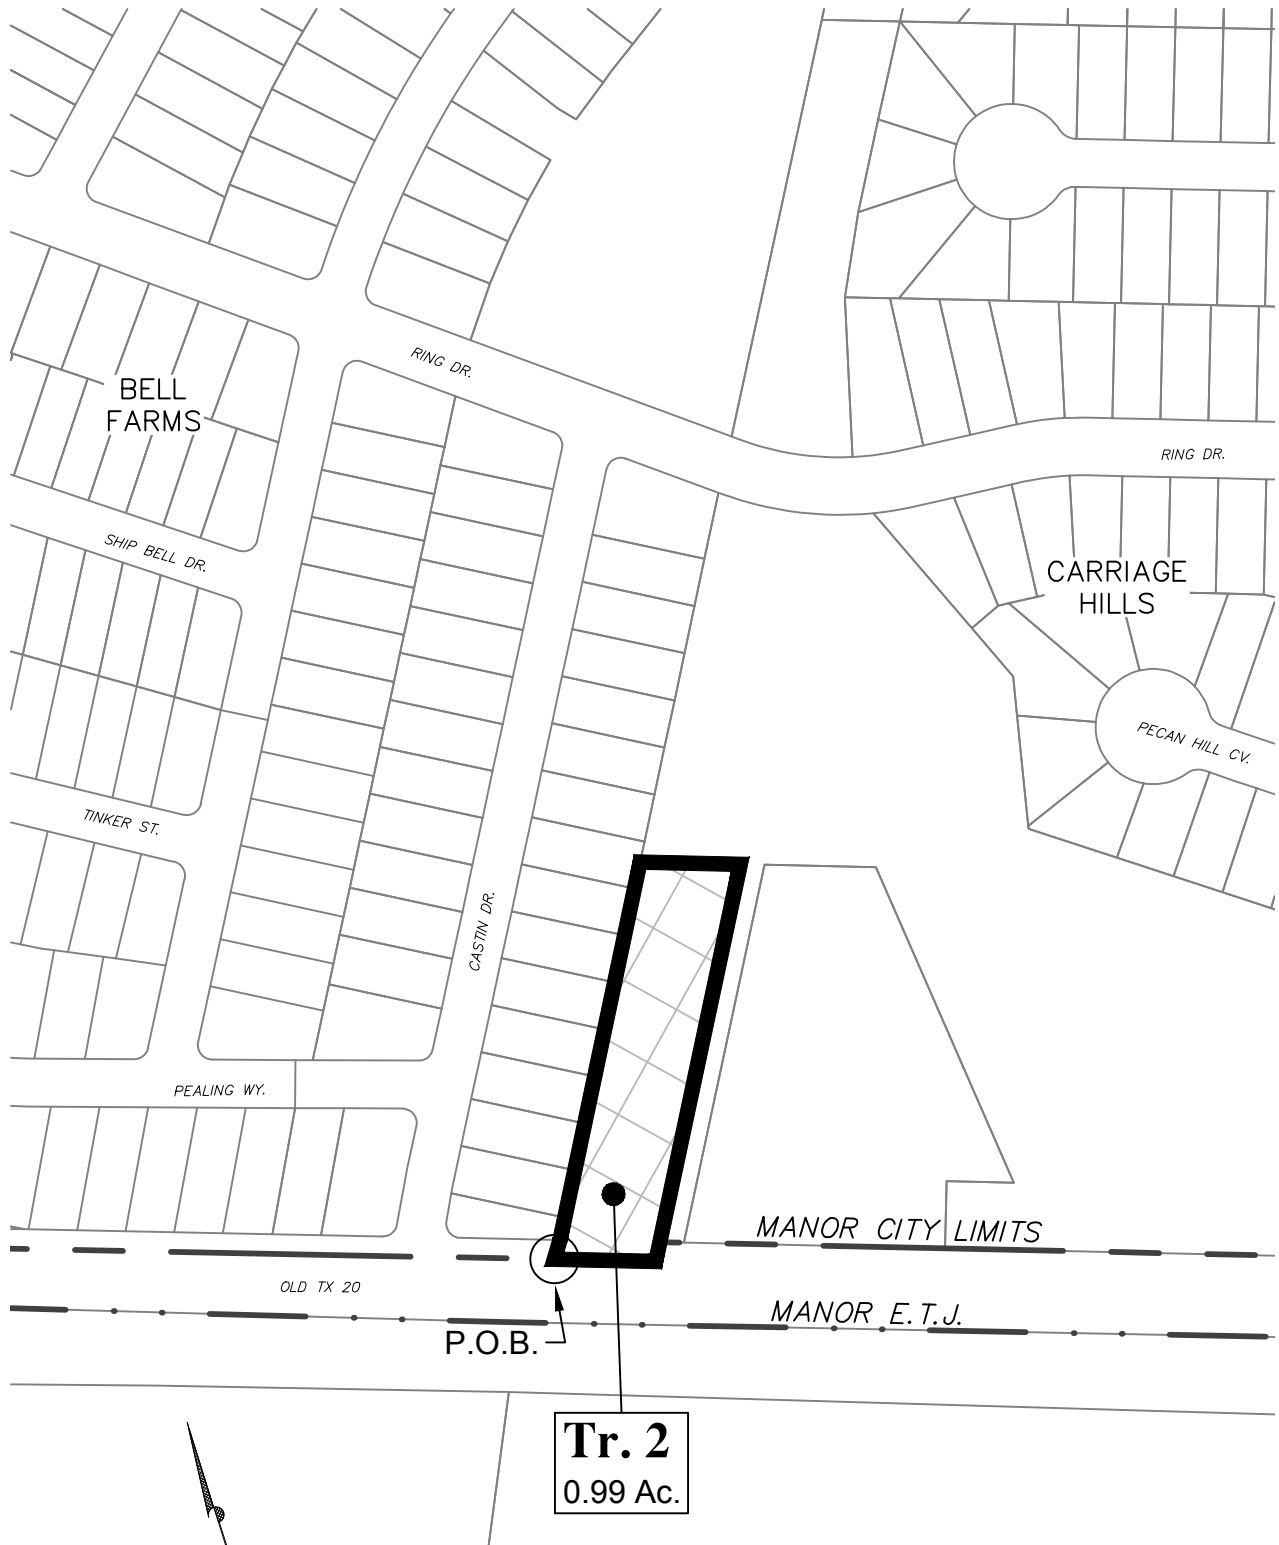 RING DR.
BELL
FARMS
RING DR.
SHIP BELL DR.
CARRIAGE
HILLS
PECAN HILL CV.
TINKER ST.
CASTIN DR.
PEALING WY.
MANOR CITY LIMITS
OLD TX 20
MANOR E.T.J.
P.O.B.
Tr. 2
0.99 Ac.